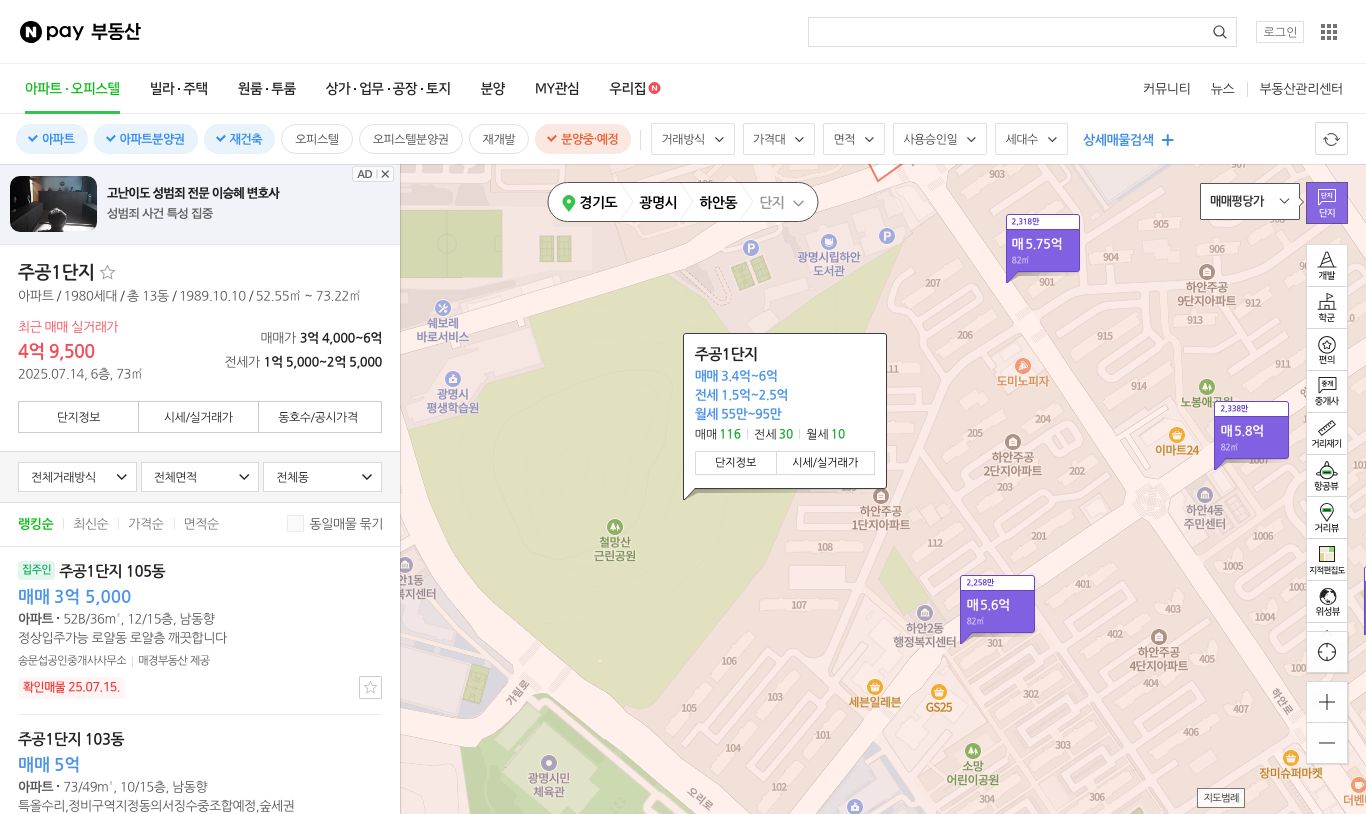 N pay 부동산
로그인
아파트·오피스텔
빌라·주택
원룸·투룸
상가·업무·공장·토지
분양
MY관심
우리집 N
커뮤니티
뉴스
부동산관리센터
아파트
아파트분양권
재건축
오피스텔
오피스텔분양권
재개발
분양중·예정
거래방식
가격대
면적
사용승인일
세대수
상세매물검색
AD
고난이도 성범죄 전문 이승혜 변호사
성범죄 사건 특성 집중
주공1단지
아파트 / 1980세대 / 총 13동 / 1989.10.10 / 52.55㎡ ~ 73.22㎡
최근 매매 실거래가
4억 9,500
2025.07.14, 6층, 73㎡
매매가 3억 4,000~6억
전세가 1억 5,000~2억 5,000
단지정보
시세/실거래가
동호수/공시가격
전체거래방식
전체면적
전체동
랭킹순
최신순
가격순
면적순
동일매물 묶기
집주인 주공1단지 105동
매매 3억 5,000
아파트 · 52B/36㎡, 12/15층, 남동향
정상입주가능 로얄동 로얄층 깨끗합니다
송문섭공인중개사사무소
매경부동산 제공
확인매물 25.07.15.
주공1단지 103동
매매 5억
아파트 · 73/49㎡, 10/15층, 남동향
특올수리,정비구역지정동의서징수중조합예정,숲세권
경기도
광명시
하안동
단지
매매평당가
단지
단지
개발
학군
편의
중개
중개사
거리재기
항공뷰
거리뷰
지적편집도
위성뷰
지도범례
903
2,318만
매 5.75억
82㎡
905
906
P
P
광명시립하안
도서관
207
901
하안주공
9단지아파트
912
913
914
915
쉐보레
바로서비스
206
주공1단지
매매 3.4억~6억
전세 1.5억~2.5억
월세 55만~95만
매매 116
전세 30
월세 10
단지정보
시세/실거래가
111
도미노피자
광명시
평생학습원
노봉애공원
2,338만
매 5.8억
82㎡
204
205
이마트24
하안주공
2단지아파트
202
하안주공
1단지아파트
하안4동
주민센터
철망산
근린공원
108
112
201
1001
1005
2,258만
매 5.6억
82㎡
401
107
403
하안2동
행정복지센터
301
402
하안주공
4단지아파트
405
404
1004
106
105
103
104
101
102
302
303
304
305
306
406
407
세븐일레븐
GS25
가림로
오리로
하안로
광명시민
체육관
소망
어린이공원
장미슈퍼마켓